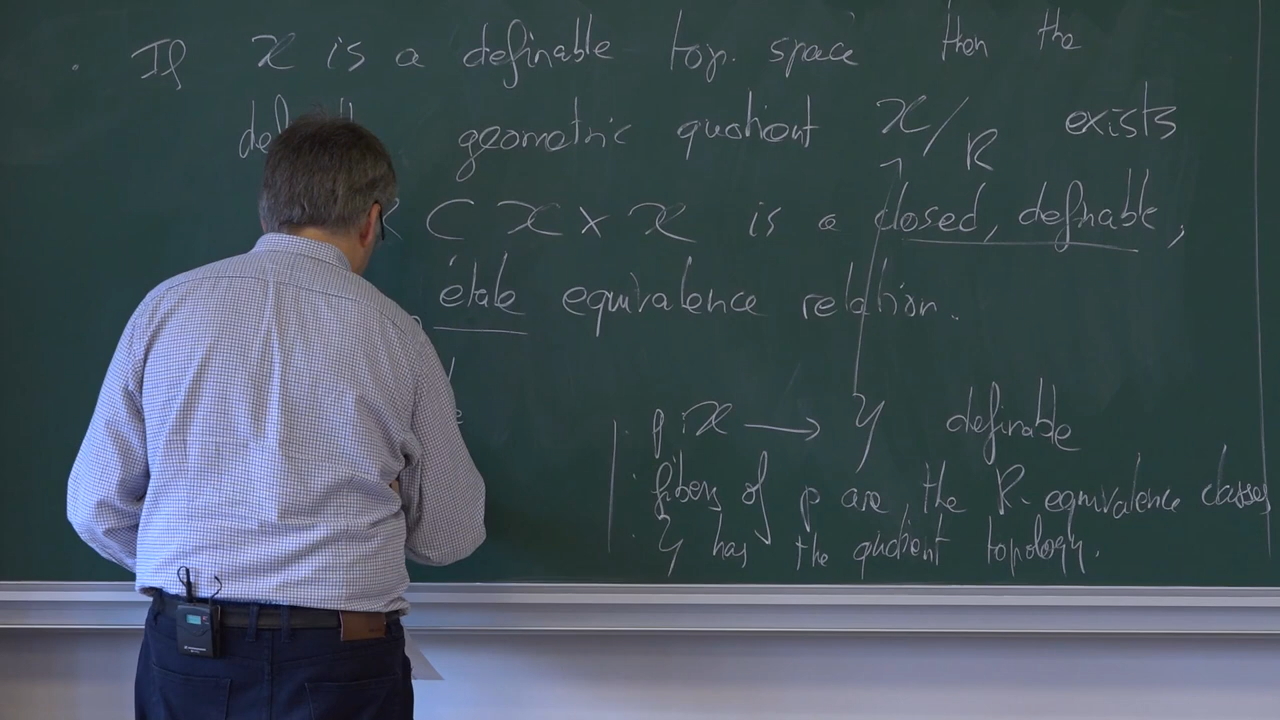 · If 𝒳 is a definable top. space then the
geometric quotient 𝒳/R exists
⊂ 𝒳 × 𝒳 is a closed, definable,
étale equivalence relation.
· p: 𝒳 ⟶ 𝒴 definable
· fibers of p are the R-equivalence classes
· 𝒴 has the quotient topology.